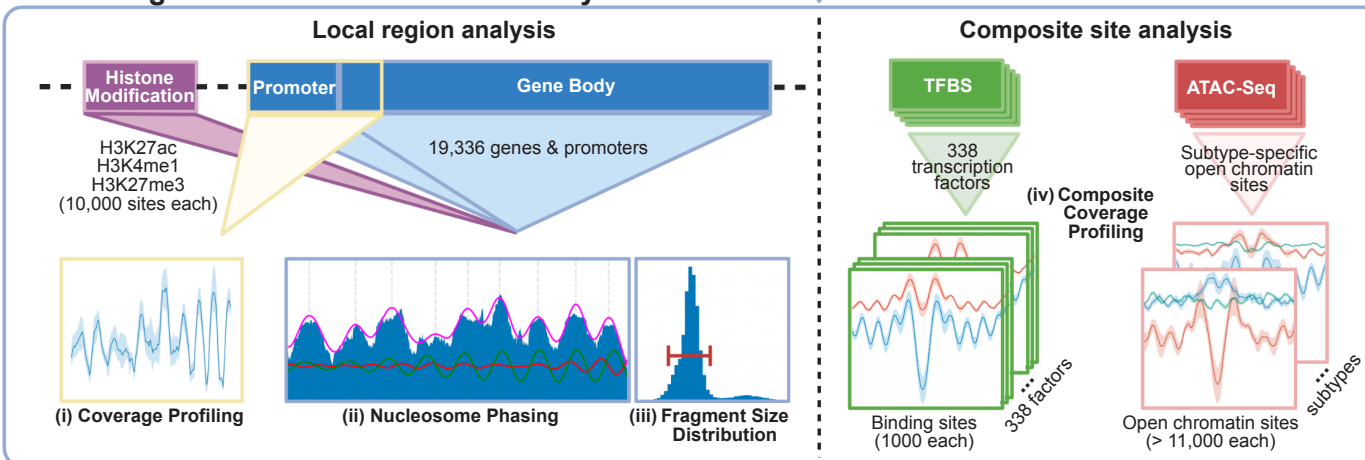 Local region analysis
Histone
Modification
Promoter
Gene Body
H3K27ac
H3K4me1
H3K27me3
(10,000 sites each)
19,336 genes & promoters
(i) Coverage Profiling
(ii) Nucleosome Phasing
(iii) Fragment Size
Distribution
Composite site analysis
TFBS
ATAC-Seq
338
transcription
factors
Subtype-specific
open chromatin
sites
(iv) Composite
Coverage
Profiling
338 factors
subtypes
Binding sites
(1000 each)
Open chromatin sites
(> 11,000 each)